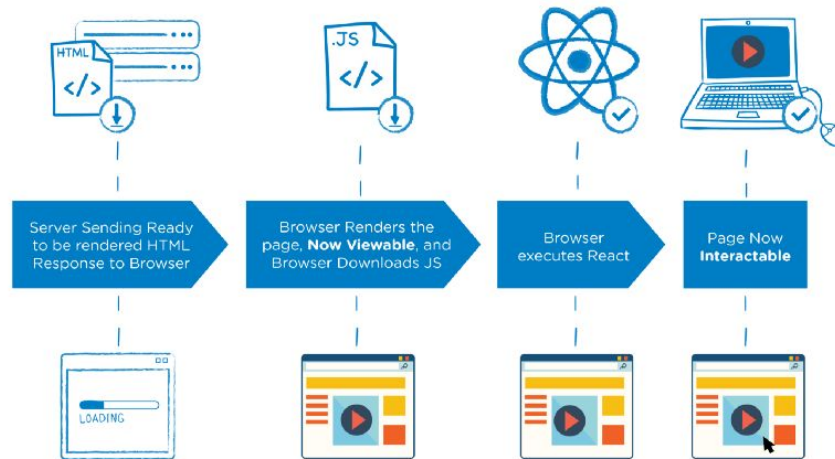 HTML
</>
.JS
</>
Server Sending Ready
to be rendered HTML
Response to Browser
Browser Renders the
page, Now Viewable, and
Browser Downloads JS
Browser
executes React
Page Now
Interactable
LOADING